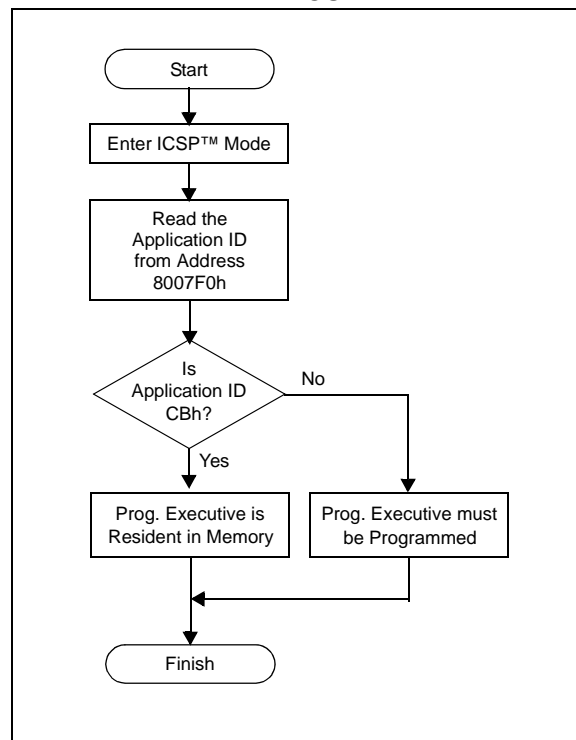 Start
Enter ICSP™ Mode
Read the
Application ID
from Address
8007F0h
Is
Application ID
CBh?
No
Yes
Prog. Executive is
Resident in Memory
Prog. Executive must
be Programmed
Finish